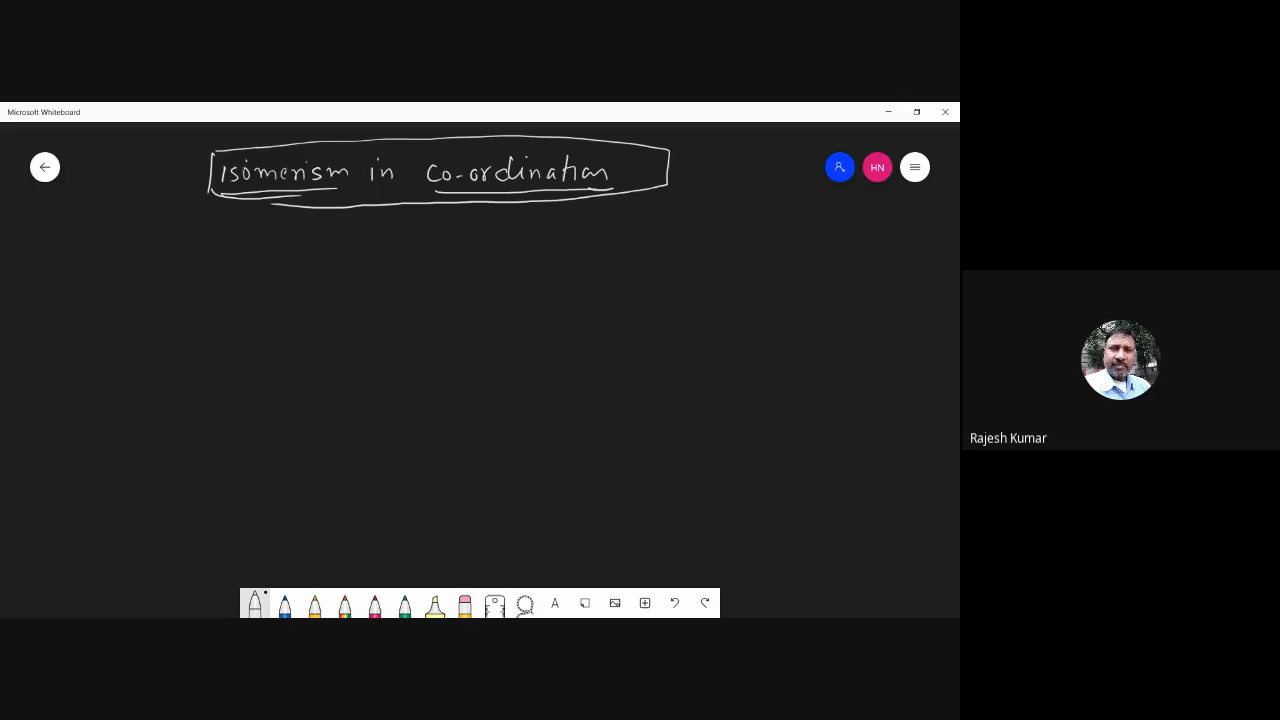 Microsoft Whiteboard
Isomerism in co-ordination
HN
A
Rajesh Kumar